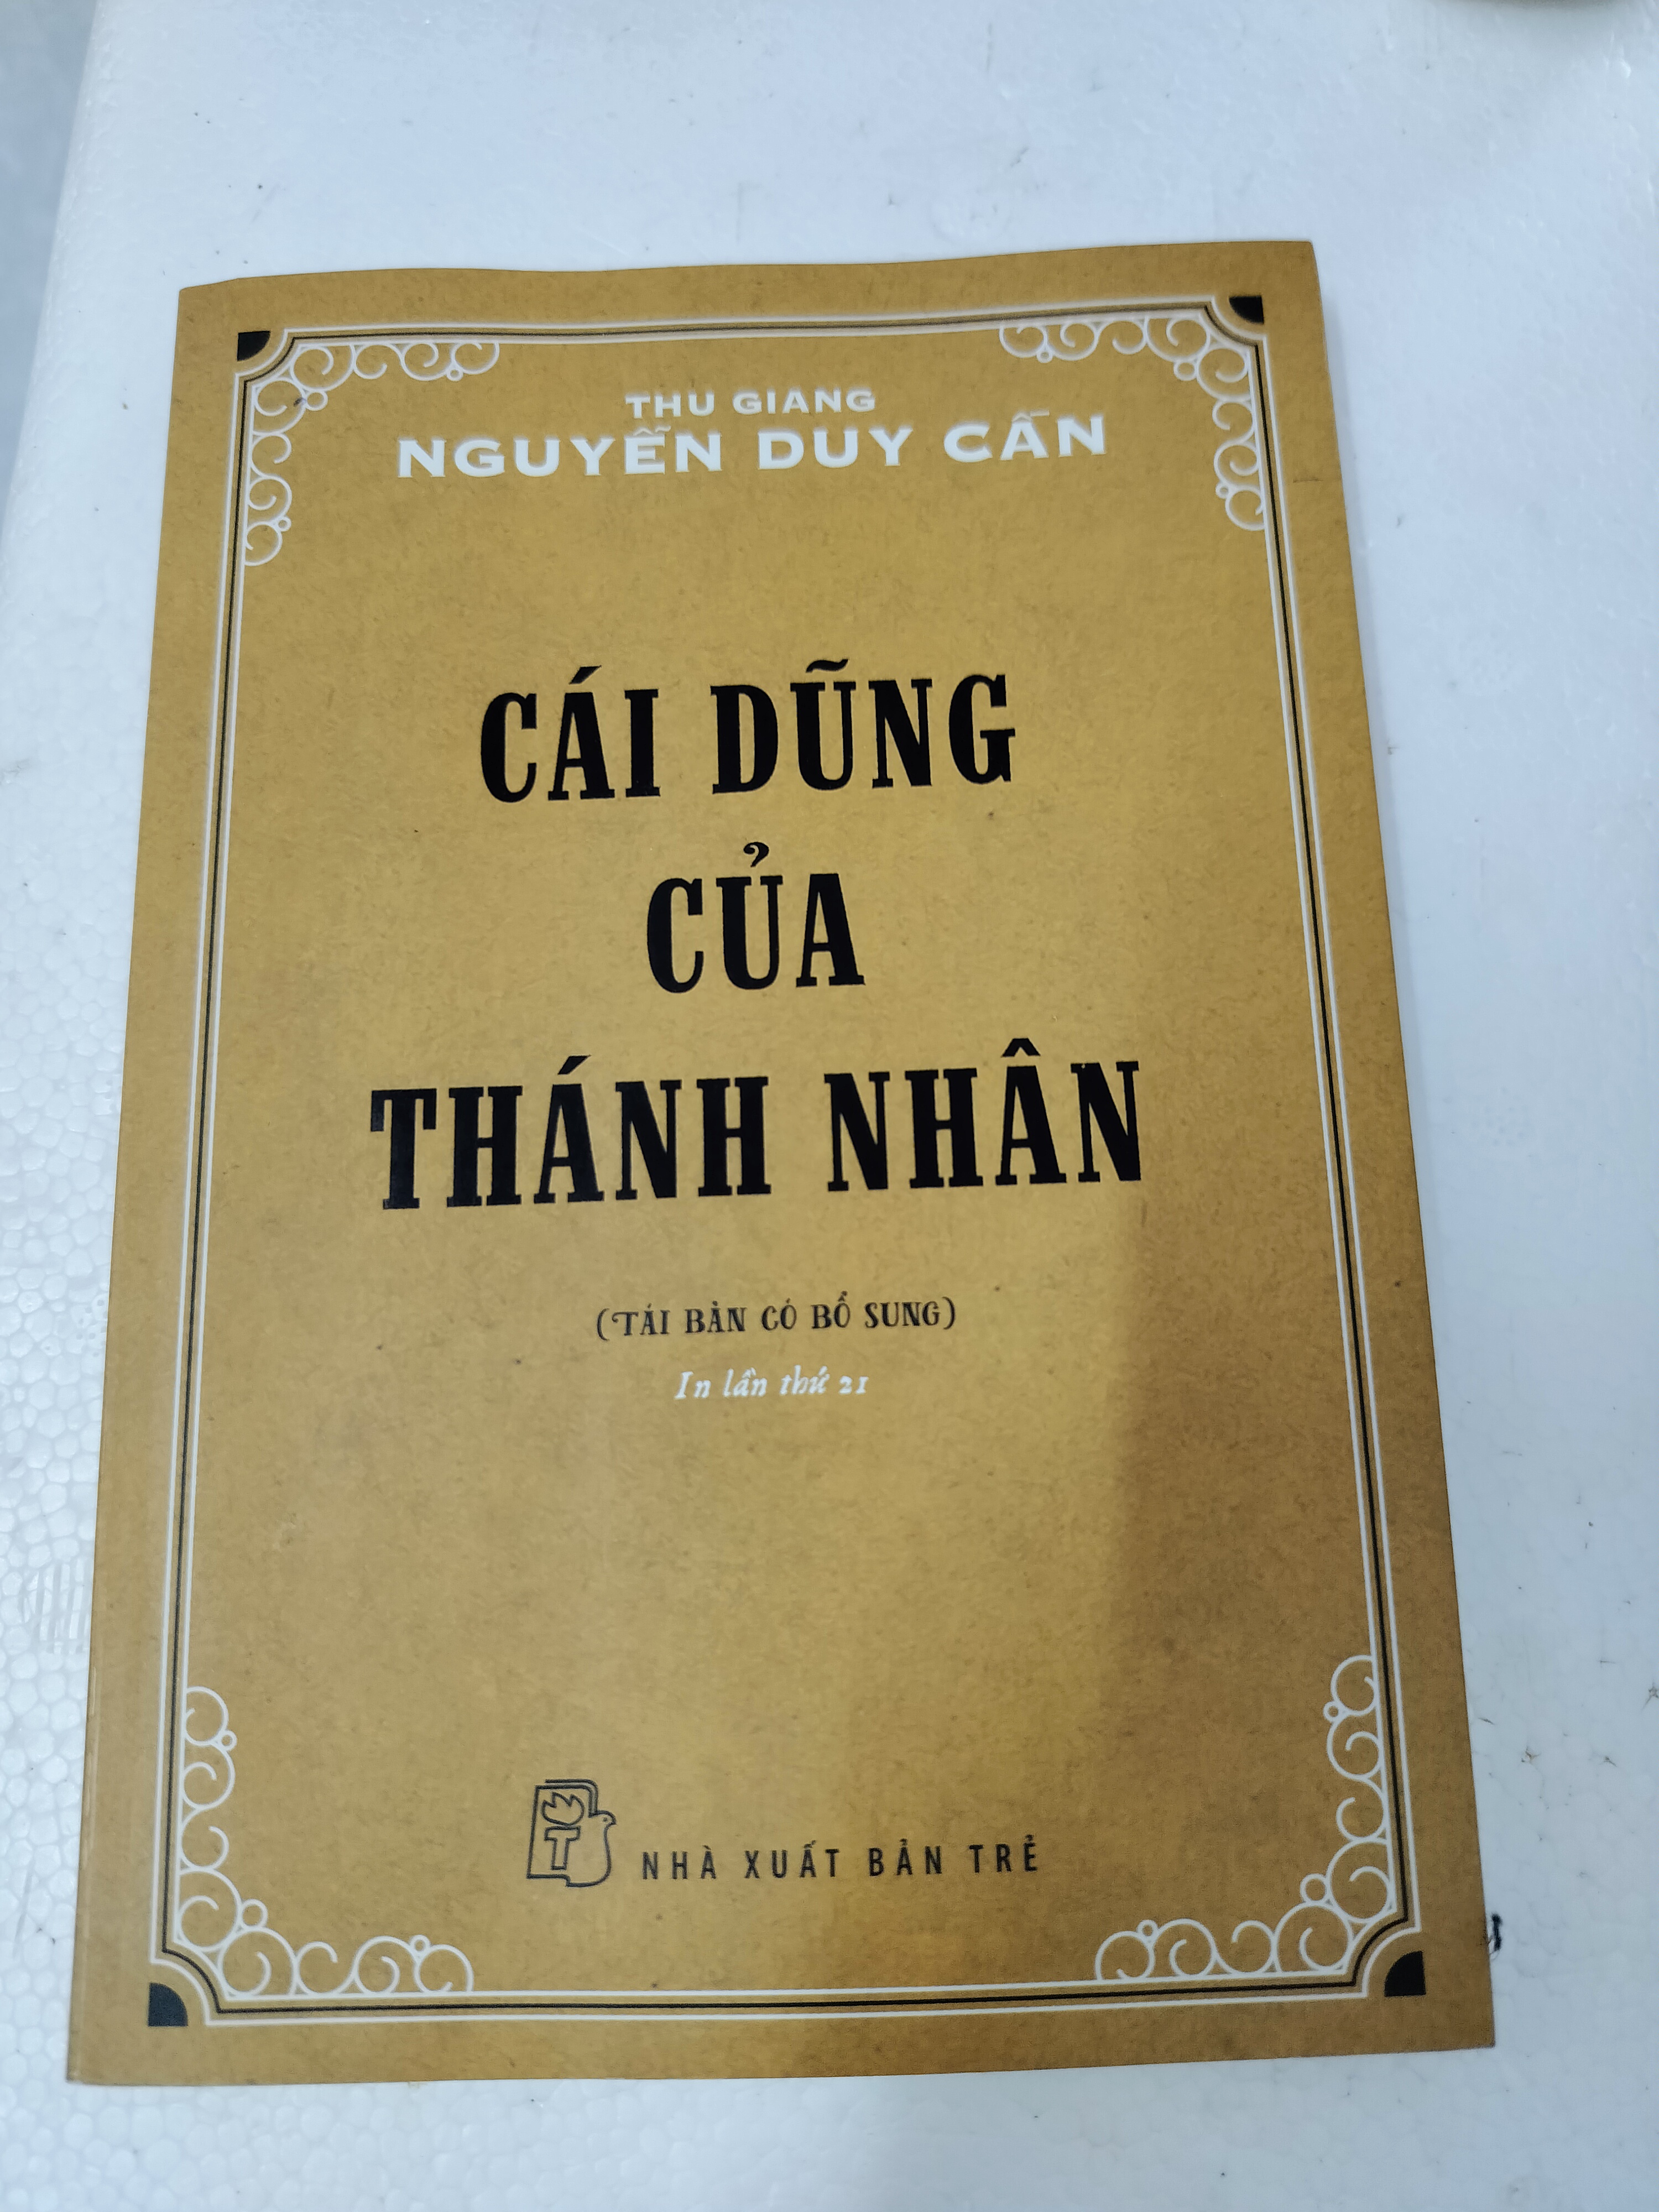 THU GIANG
NGUYỄN DUY CẦN
CÁI DŨNG
CỦA
THÁNH NHÂN
(TÁI BẢN CÓ BỔ SUNG)
In lần thứ 21
T
NHÀ XUẤT BẢN TRẺ